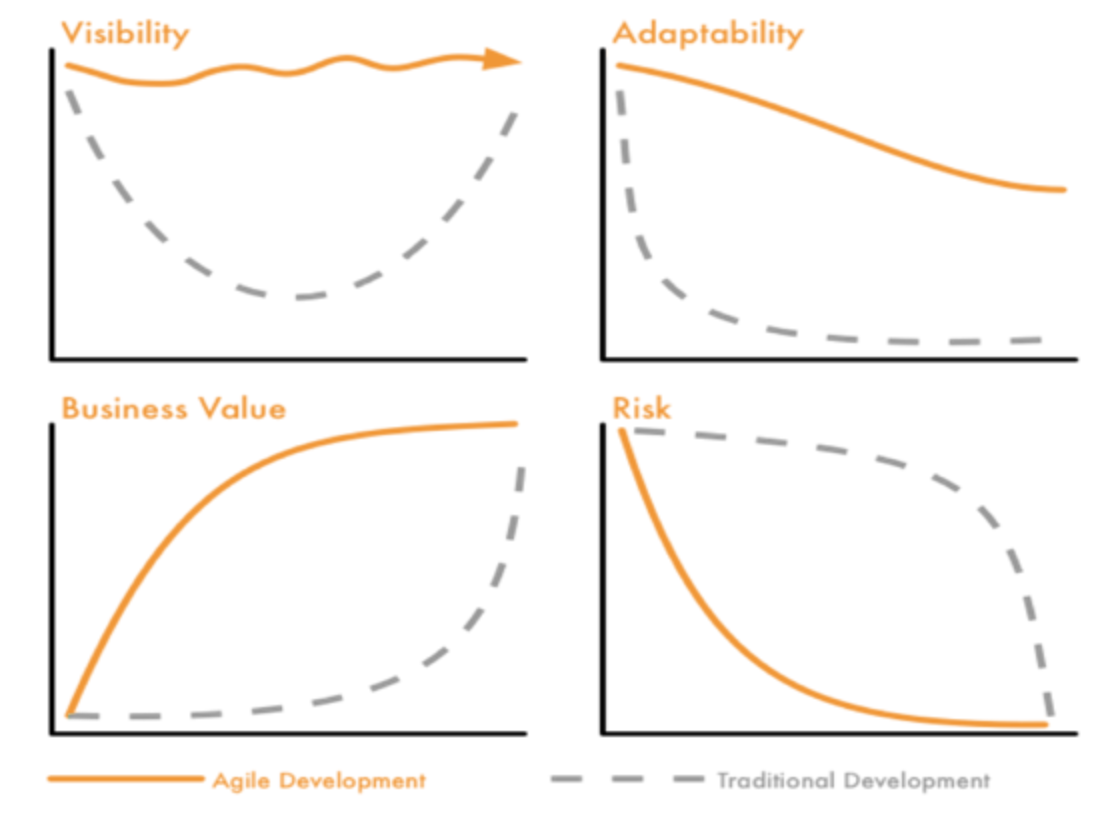 Visibility
Adaptability
Business Value
Risk
Agile Development
Traditional Development